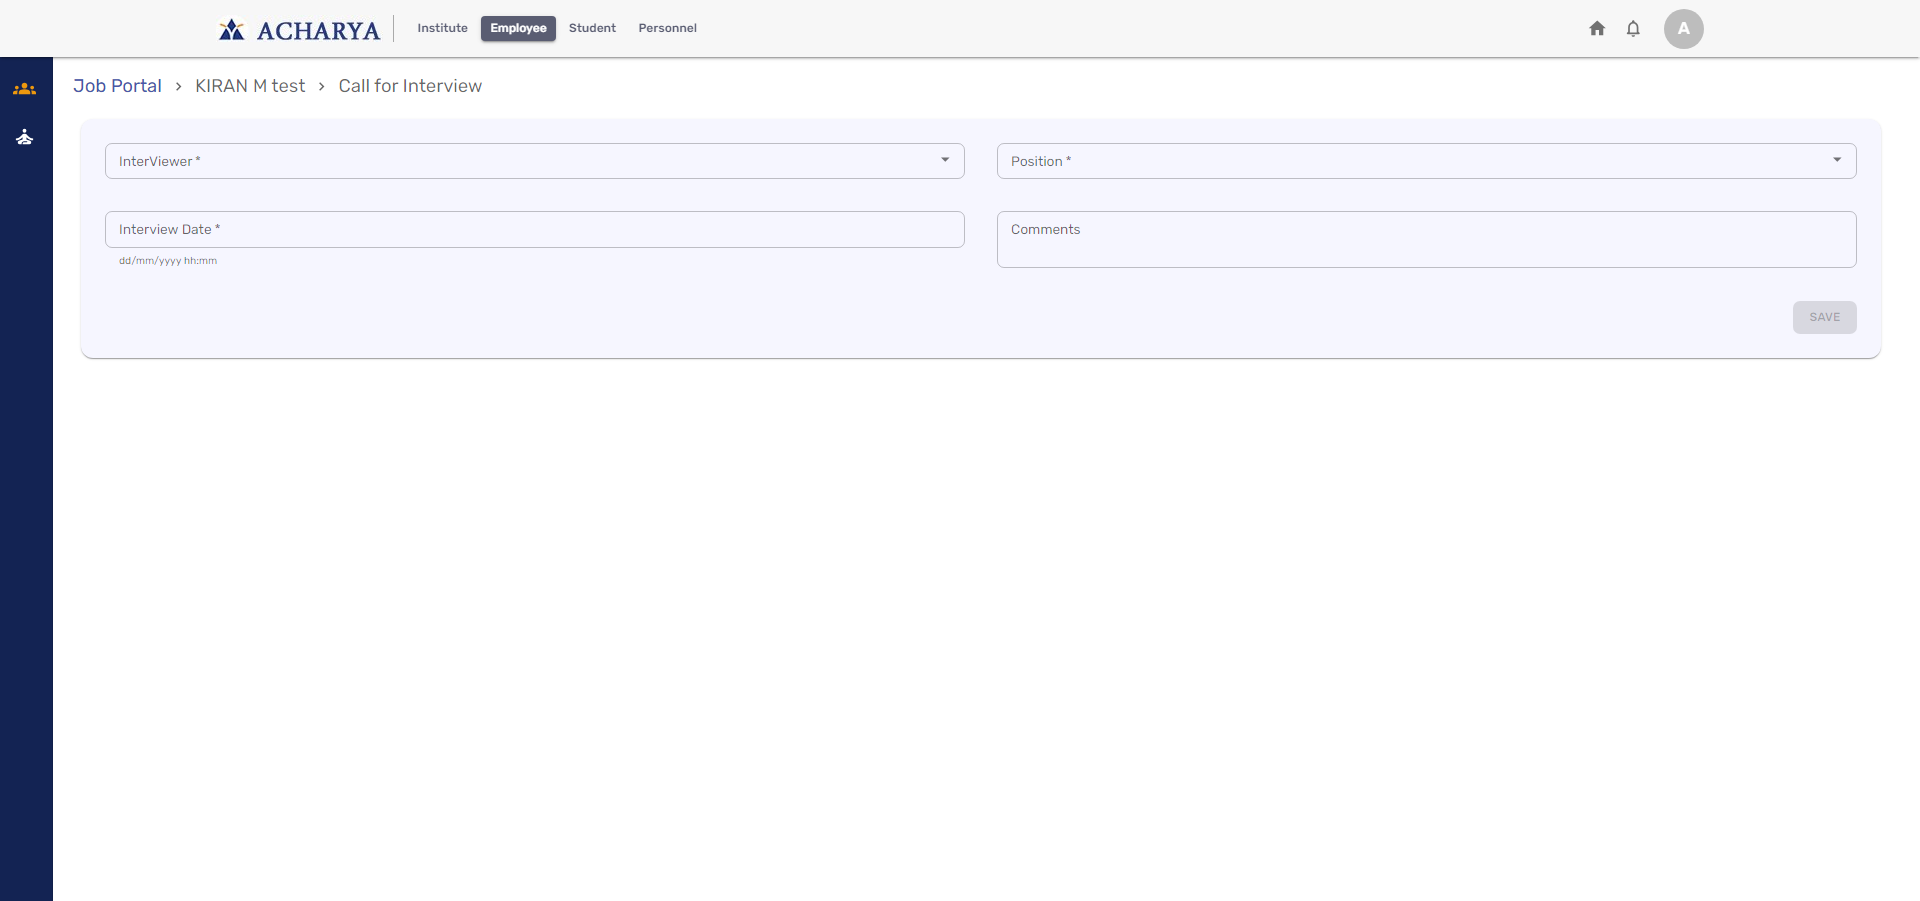 ACHARYA
Institute Employee Student Personnel
A
Job Portal › KIRAN M test › Call for Interview
InterViewer *
Position *
Interview Date *
dd/mm/yyyy hh:mm
Comments
SAVE